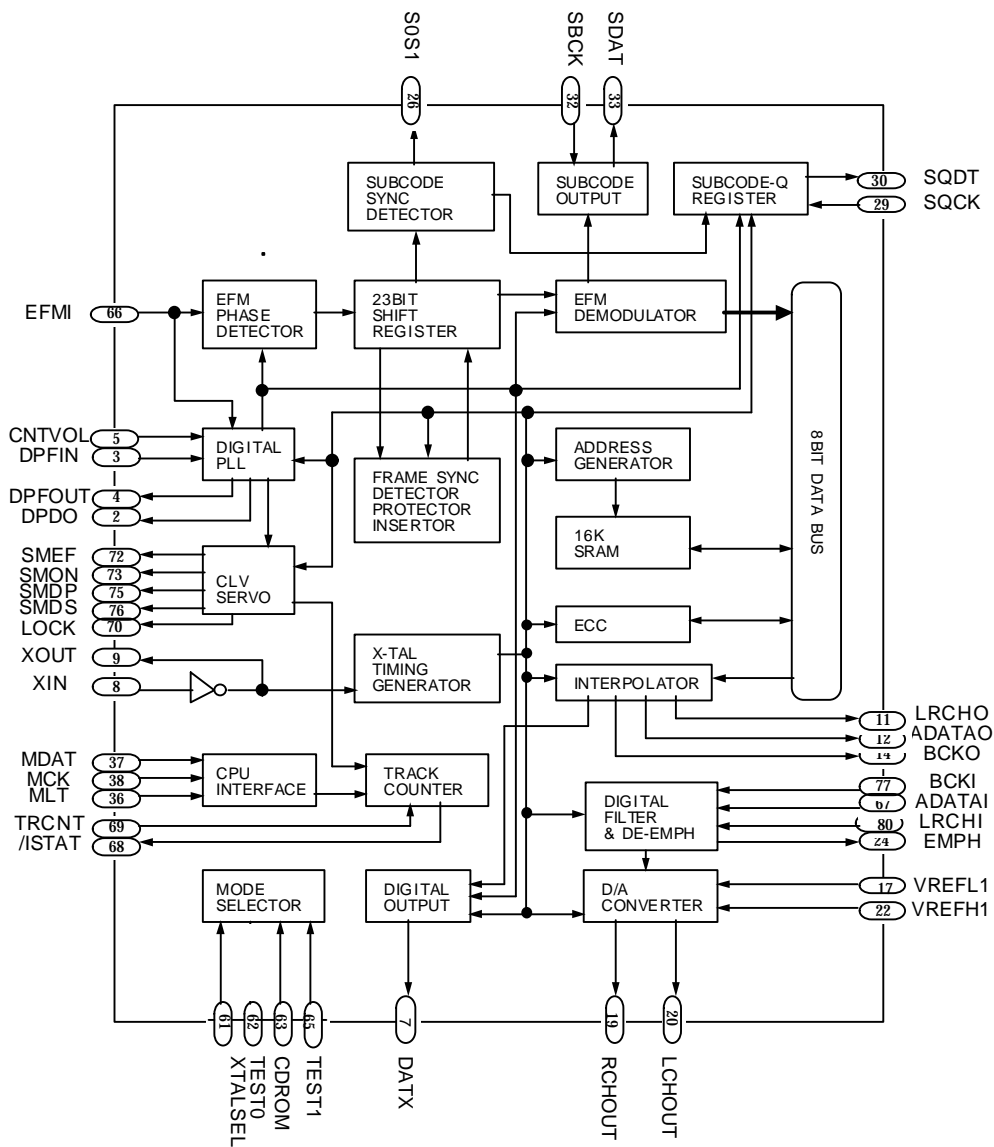 S0S1
SBCK
SDAT
26
32
33
SUBCODE
SYNC
DETECTOR
SUBCODE
OUTPUT
SUBCODE-Q
REGISTER
30
SQDT
29
SQCK
EFMI
66
EFM
PHASE
DETECTOR
23BIT
SHIFT
REGISTER
EFM
DEMODULATOR
8BIT DATA BUS
CNTVOL
5
DPFIN
3
DIGITAL
PLL
DPFOUT
4
DPDO
2
FRAME SYNC
DETECTOR
PROTECTOR
INSERTOR
ADDRESS
GENERATOR
16K
SRAM
SMEF
72
SMON
73
SMDP
75
SMDS
76
LOCK
70
CLV
SERVO
ECC
XOUT
9
XIN
8
X-TAL
TIMING
GENERATOR
INTERPOLATOR
11
LRCHO
12
ADATAO
14
BCKO
MDAT
37
MCK
38
MLT
36
CPU
INTERFACE
TRACK
COUNTER
TRCNT
69
/ISTAT
68
DIGITAL
FILTER
& DE-EMPH
77
BCKI
67
ADATAI
80
LRCHI
24
EMPH
MODE
SELECTOR
DIGITAL
OUTPUT
D/A
CONVERTER
17
VREFL1
22
VREFH1
61
62
63
65
7
19
20
XTALSEL
TEST0
CDROM
TEST1
DATX
RCHOUT
LCHOUT